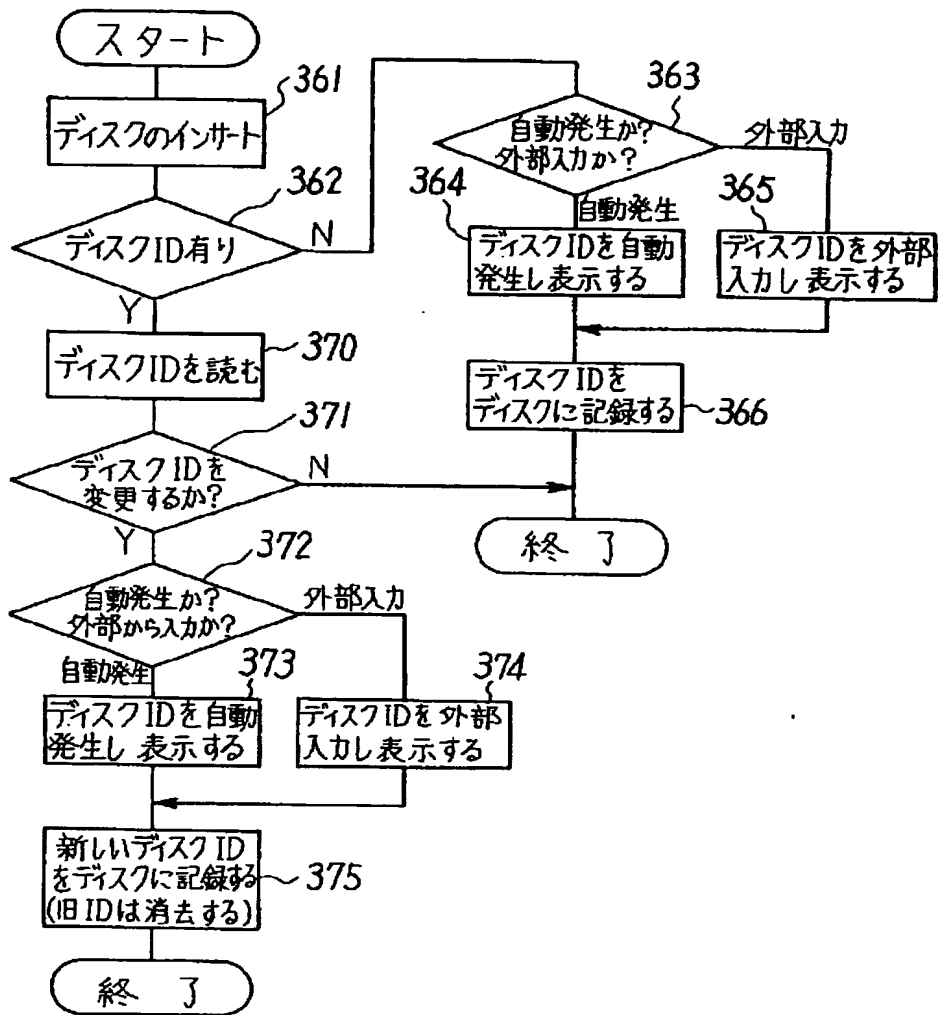 スタート
361
ディスクのインサート
362
ディスクID有り
N
Y
363
自動発生か?
外部入力か?
外部入力
自動発生
364
ディスクIDを自動
発生し表示する
365
ディスクIDを外部
入力し表示する
370
ディスクIDを読む
ディスクIDを
ディスクに記録する
366
371
ディスクIDを
変更するか?
N
Y
終了
372
自動発生か?
外部から入力か?
外部入力
自動発生
373
ディスクIDを自動
発生し表示する
374
ディスクIDを外部
入力し表示する
新しいディスクID
をディスクに記録する
(旧IDは消去する)
375
終了